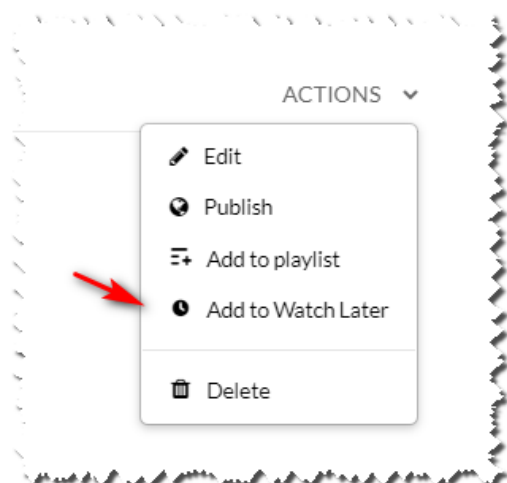 ACTIONS
Edit
Publish
Add to playlist
Add to Watch Later
Delete